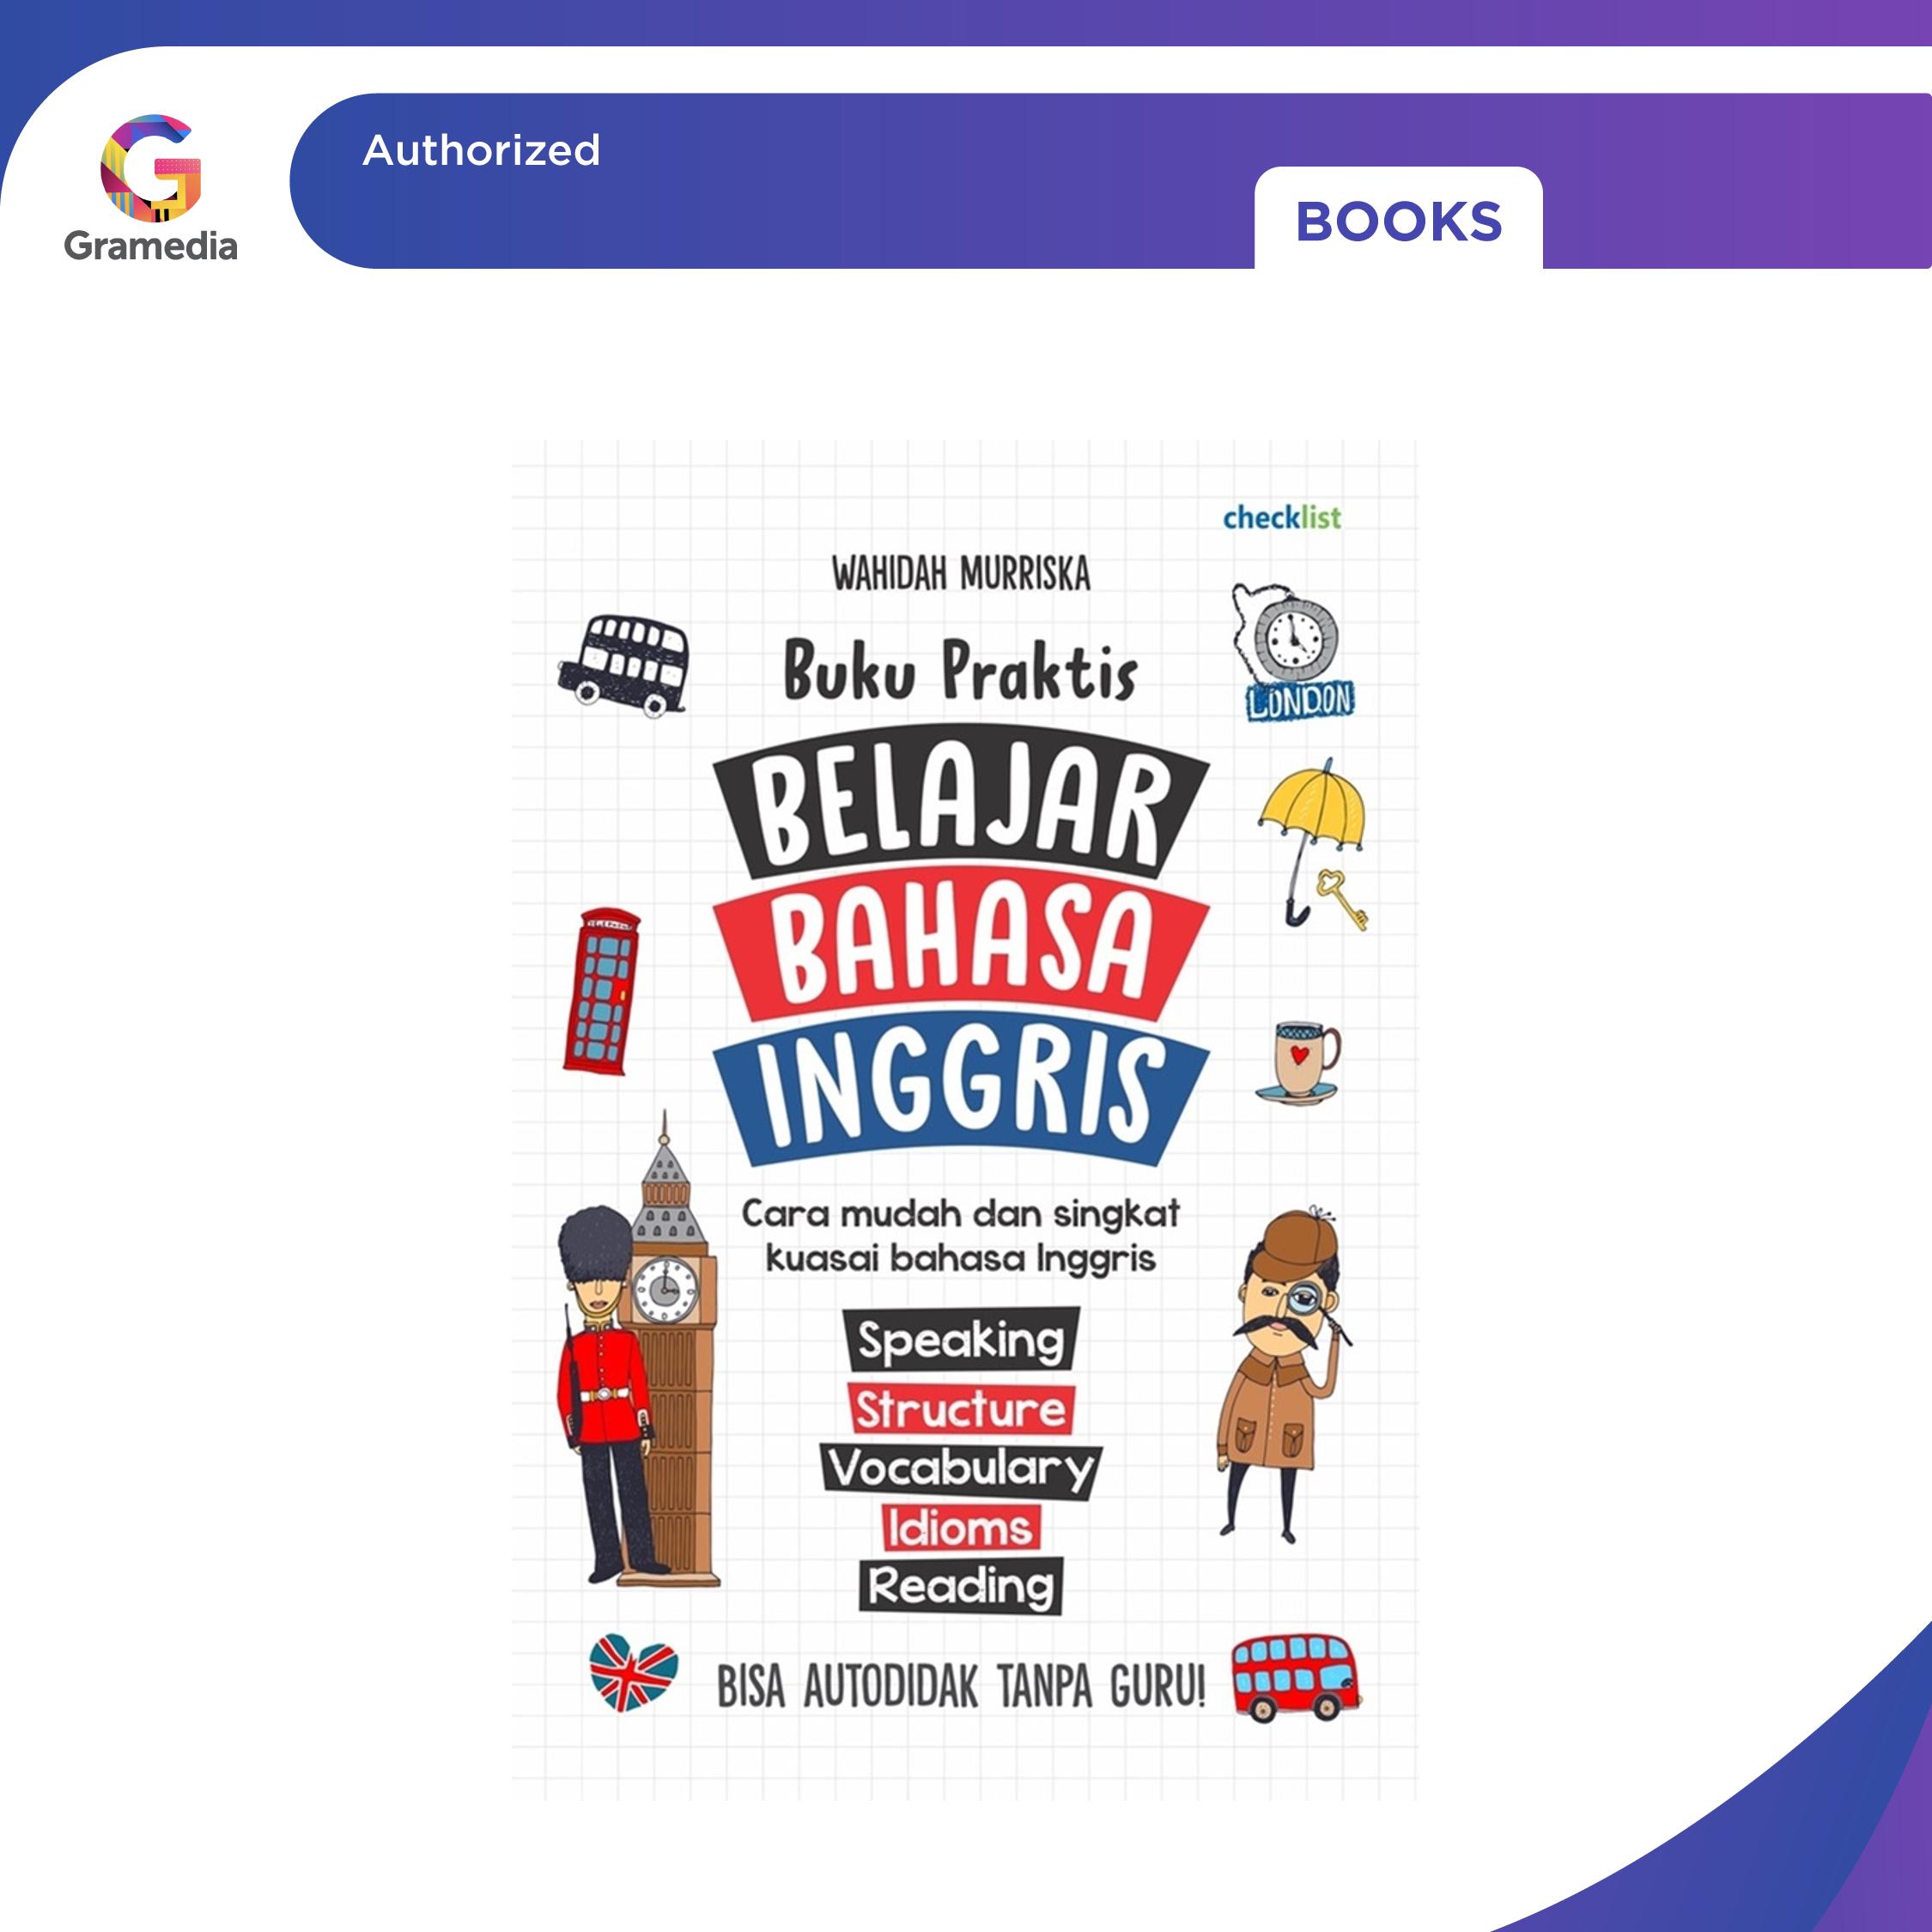 Authorized
BOOKS
Gramedia
checklist
WAHIDAH MURRISKA
Buku Praktis
LONDON
BELAJAR
BAHASA
INGGRIS
TELEPHONE
Cara mudah dan singkat
kuasai bahasa Inggris
Speaking
Structure
Vocabulary
Idioms
Reading
BISA AUTODIDAK TANPA GURU!